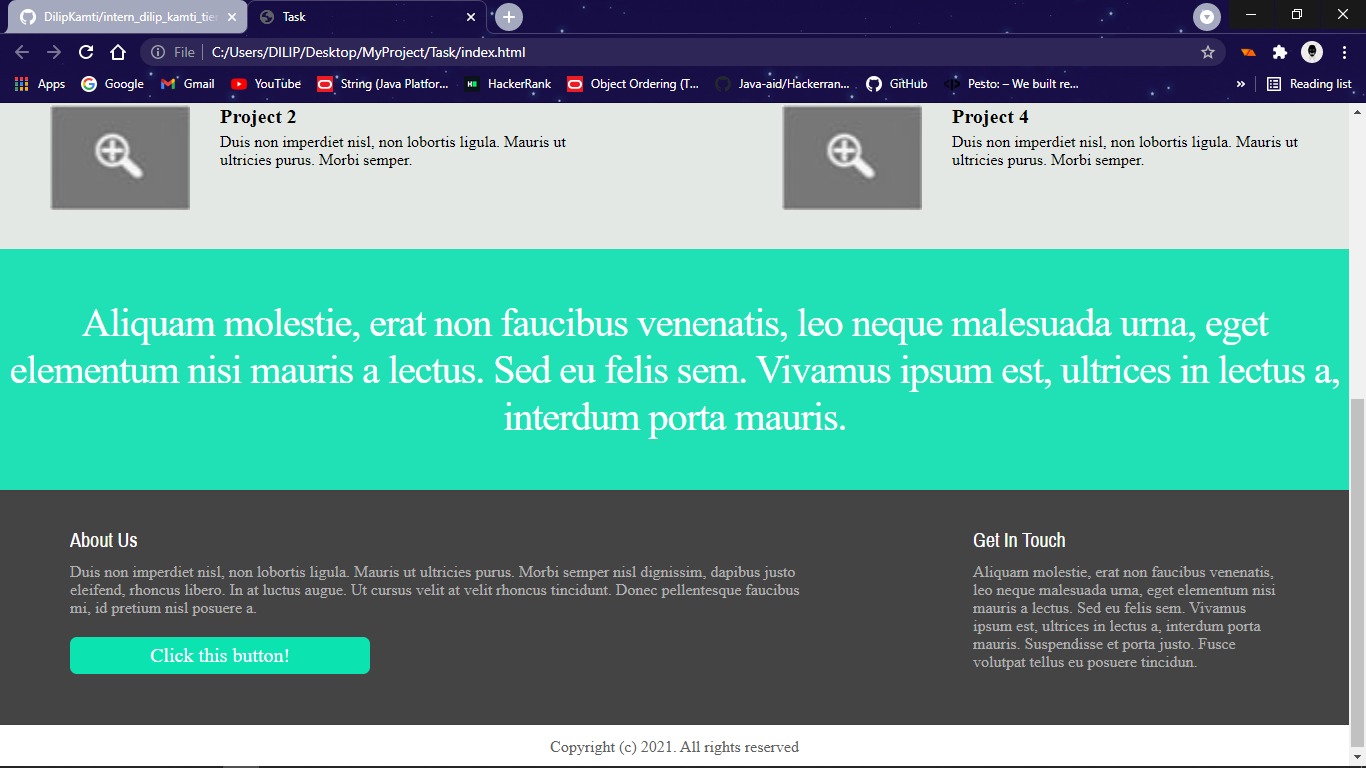 DilipKamti/intern_dilip_kamti_tier
Task
File
C:/Users/DILIP/Desktop/MyProject/Task/index.html
Apps
Google
Gmail
YouTube
String (Java Platfor...
HackerRank
Object Ordering (T...
Java-aid/Hackerran...
GitHub
Pesto: – We built re...
»
Reading list
Project 2
Duis non imperdiet nisl, non lobortis ligula. Mauris ut
ultricies purus. Morbi semper.
Project 4
Duis non imperdiet nisl, non lobortis ligula. Mauris ut
ultricies purus. Morbi semper.
Aliquam molestie, erat non faucibus venenatis, leo neque malesuada urna, eget
elementum nisi mauris a lectus. Sed eu felis sem. Vivamus ipsum est, ultrices in lectus a,
interdum porta mauris.
About Us
Duis non imperdiet nisl, non lobortis ligula. Mauris ut ultricies purus. Morbi semper nisl dignissim, dapibus justo
eleifend, rhoncus libero. In at luctus augue. Ut cursus velit at velit rhoncus tincidunt. Donec pellentesque faucibus
mi, id pretium nisl posuere a.
Click this button!
Get In Touch
Aliquam molestie, erat non faucibus venenatis,
leo neque malesuada urna, eget elementum nisi
mauris a lectus. Sed eu felis sem. Vivamus
ipsum est, ultrices in lectus a, interdum porta
mauris. Suspendisse et porta justo. Fusce
volutpat tellus eu posuere tincidun.
Copyright (c) 2021. All rights reserved